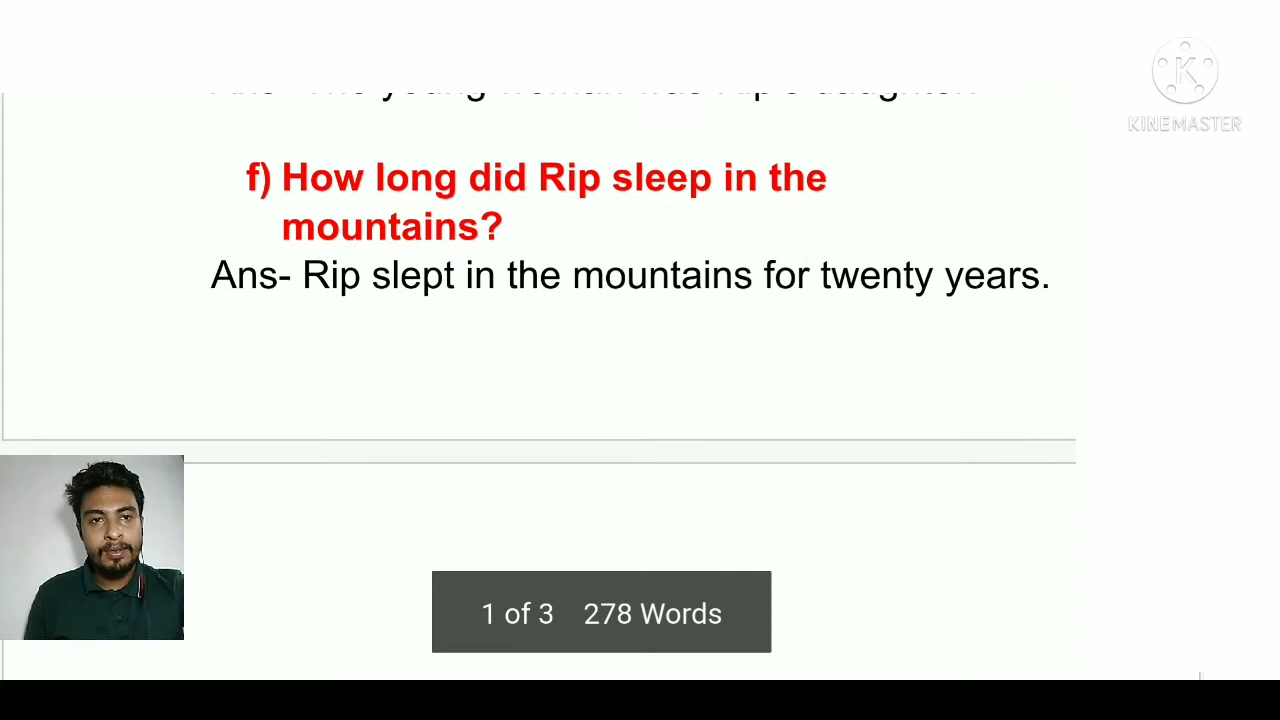 KINEMASTER
f) How long did Rip sleep in the
mountains?
Ans- Rip slept in the mountains for twenty years.
1 of 3 278 Words